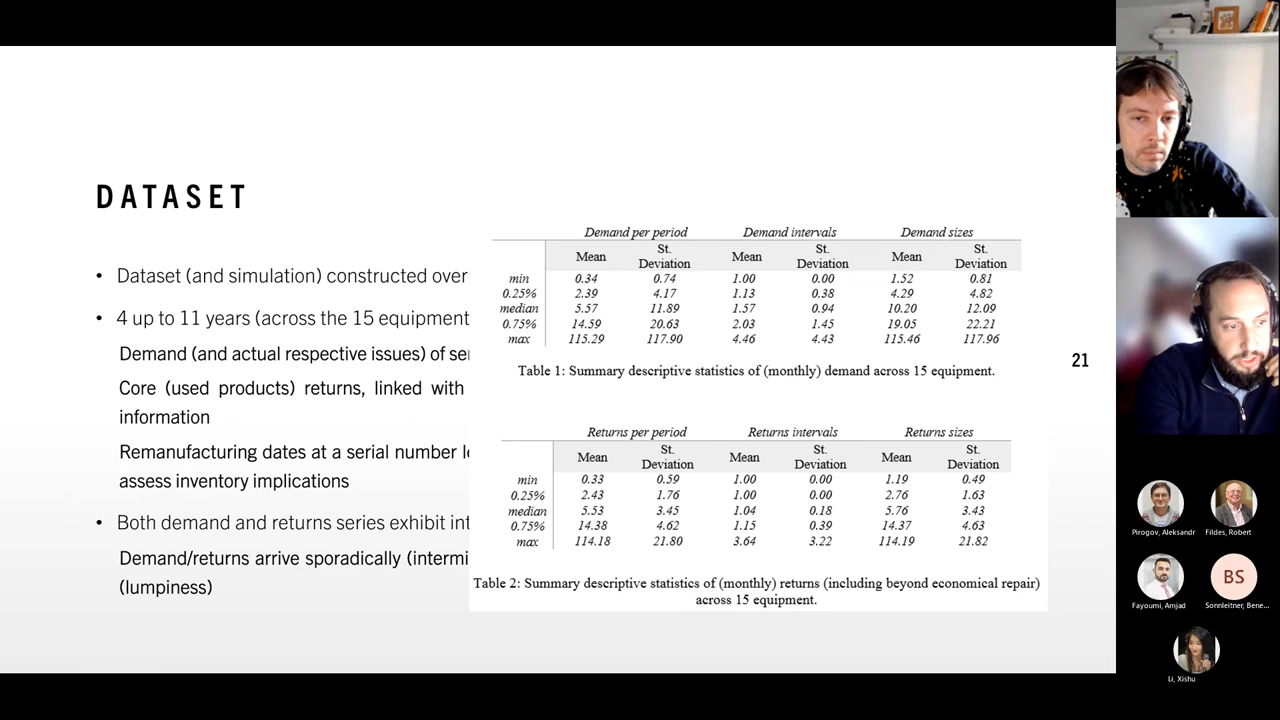 DATASET
• Dataset (and simulation) constructed over
• 4 up to 11 years (across the 15 equipment
Demand (and actual respective issues) of se
Core (used products) returns, linked with
information
Remanufacturing dates at a serial number l
assess inventory implications
• Both demand and returns series exhibit int
Demand/returns arrive sporadically (intermi
(lumpiness)
Demand per period Demand intervals Demand sizes
Mean St. Deviation Mean St. Deviation Mean St. Deviation
min 0.34 0.74 1.00 0.00 1.52 0.81
0.25% 2.39 4.17 1.13 0.38 4.29 4.82
median 5.57 11.89 1.57 0.94 10.20 12.09
0.75% 14.59 20.63 2.03 1.45 19.05 22.21
max 115.29 117.90 4.46 4.43 115.46 117.96
Table 1: Summary descriptive statistics of (monthly) demand across 15 equipment.
Returns per period Returns intervals Returns sizes
Mean St. Deviation Mean St. Deviation Mean St. Deviation
min 0.33 0.59 1.00 0.00 1.19 0.49
0.25% 2.43 1.76 1.00 0.00 2.76 1.63
median 5.53 3.45 1.04 0.18 5.76 3.43
0.75% 14.38 4.62 1.15 0.39 14.37 4.63
max 114.18 21.80 3.64 3.22 114.19 21.82
Table 2: Summary descriptive statistics of (monthly) returns (including beyond economical repair)
across 15 equipment.
21
Pirogov, Aleksandr
Fildes, Robert
Fayoumi, Amjad
BS
Sonnleitner, Bene...
Li, Xishu